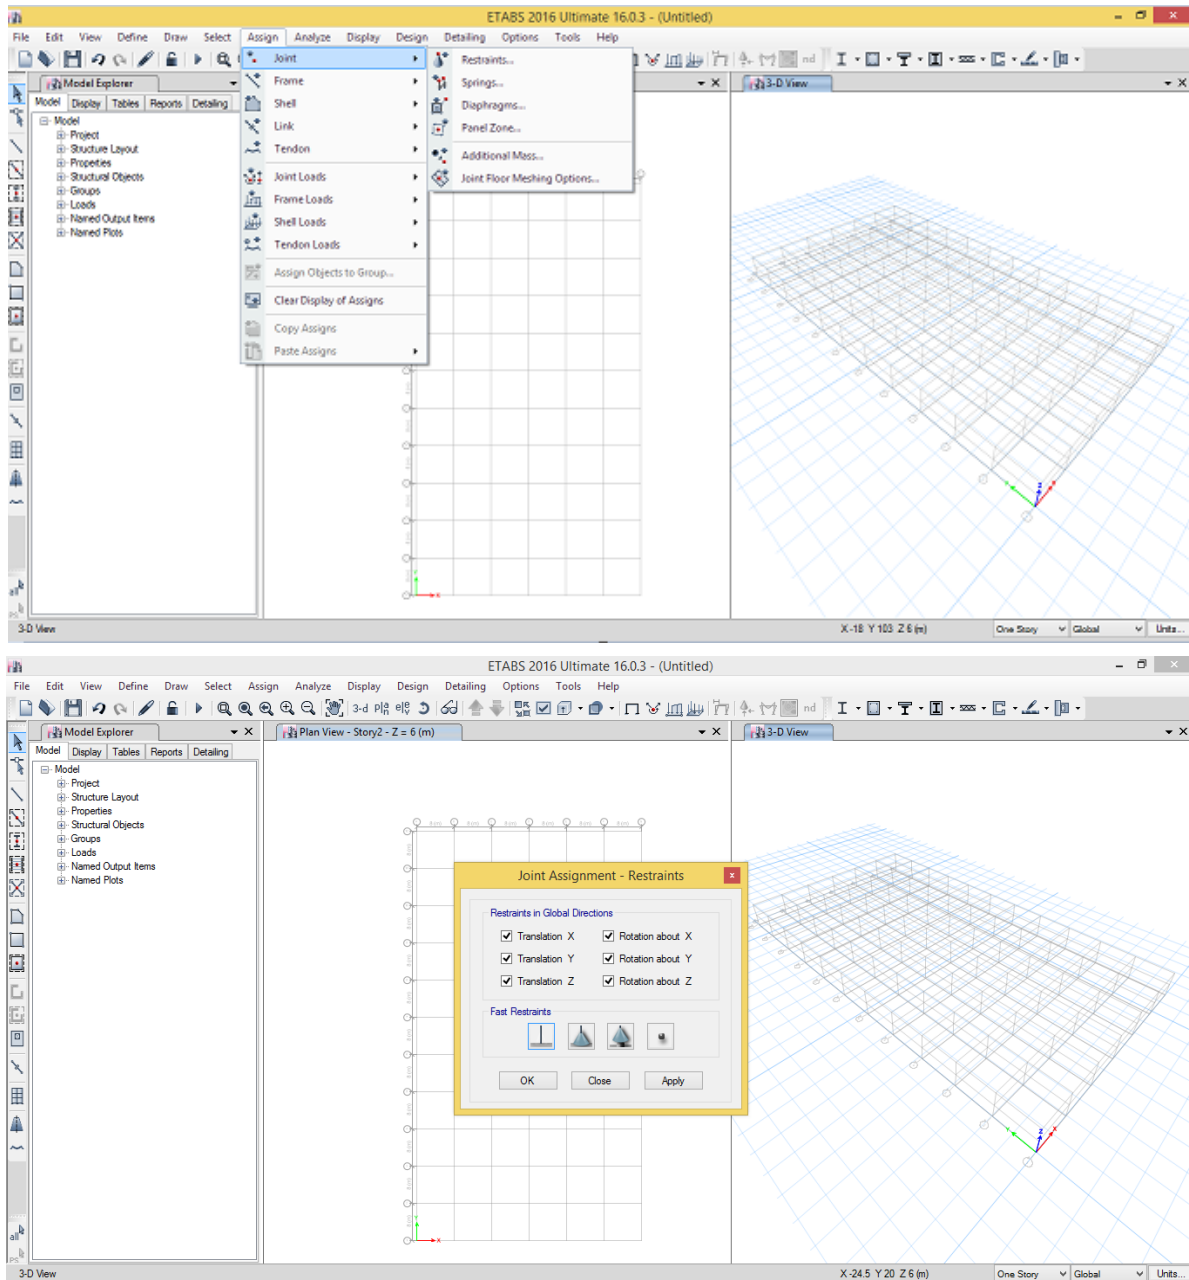 ETABS 2016 Ultimate 16.0.3 - (Untitled)
File Edit View Define Draw Select Assign Analyze Display Design Detailing Options Tools Help
nd
Model Explorer
3-D View
Model Display Tables Reports Detailing
Model
Project
Structure Layout
Properties
Structural Objects
Groups
Loads
Named Output Items
Named Plots
Joint
Frame
Shell
Link
Tendon
Joint Loads
Frame Loads
Shell Loads
Tendon Loads
Assign Objects to Group...
Clear Display of Assigns
Copy Assigns
Paste Assigns
Restraints...
Springs...
Diaphragms...
Panel Zone...
Additional Mass...
Joint Floor Meshing Options...
all
PS
3-D View
X -18 Y 103 Z 6 (m)
One Story
Global
Units...
ETABS 2016 Ultimate 16.0.3 - (Untitled)
File Edit View Define Draw Select Assign Analyze Display Design Detailing Options Tools Help
3-d
nd
Model Explorer
Plan View - Story2 - Z = 6 (m)
3-D View
Model Display Tables Reports Detailing
Model
Project
Structure Layout
Properties
Structural Objects
Groups
Loads
Named Output Items
Named Plots
Joint Assignment - Restraints
Restraints in Global Directions
Translation X Rotation about X
Translation Y Rotation about Y
Translation Z Rotation about Z
Fast Restraints
OK Close Apply
all
PS
3-D View
X -24.5 Y 20 Z 6 (m)
One Story
Global
Units...